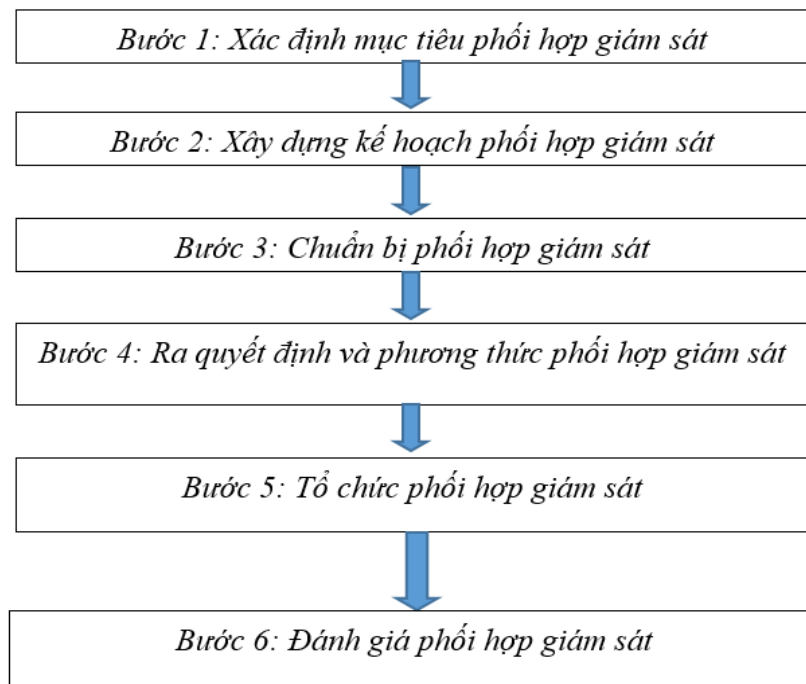 Bước 1: Xác định mục tiêu phối hợp giám sát
Bước 2: Xây dựng kế hoạch phối hợp giám sát
Bước 3: Chuẩn bị phối hợp giám sát
Bước 4: Ra quyết định và phương thức phối hợp giám sát
Bước 5: Tổ chức phối hợp giám sát
Bước 6: Đánh giá phối hợp giám sát